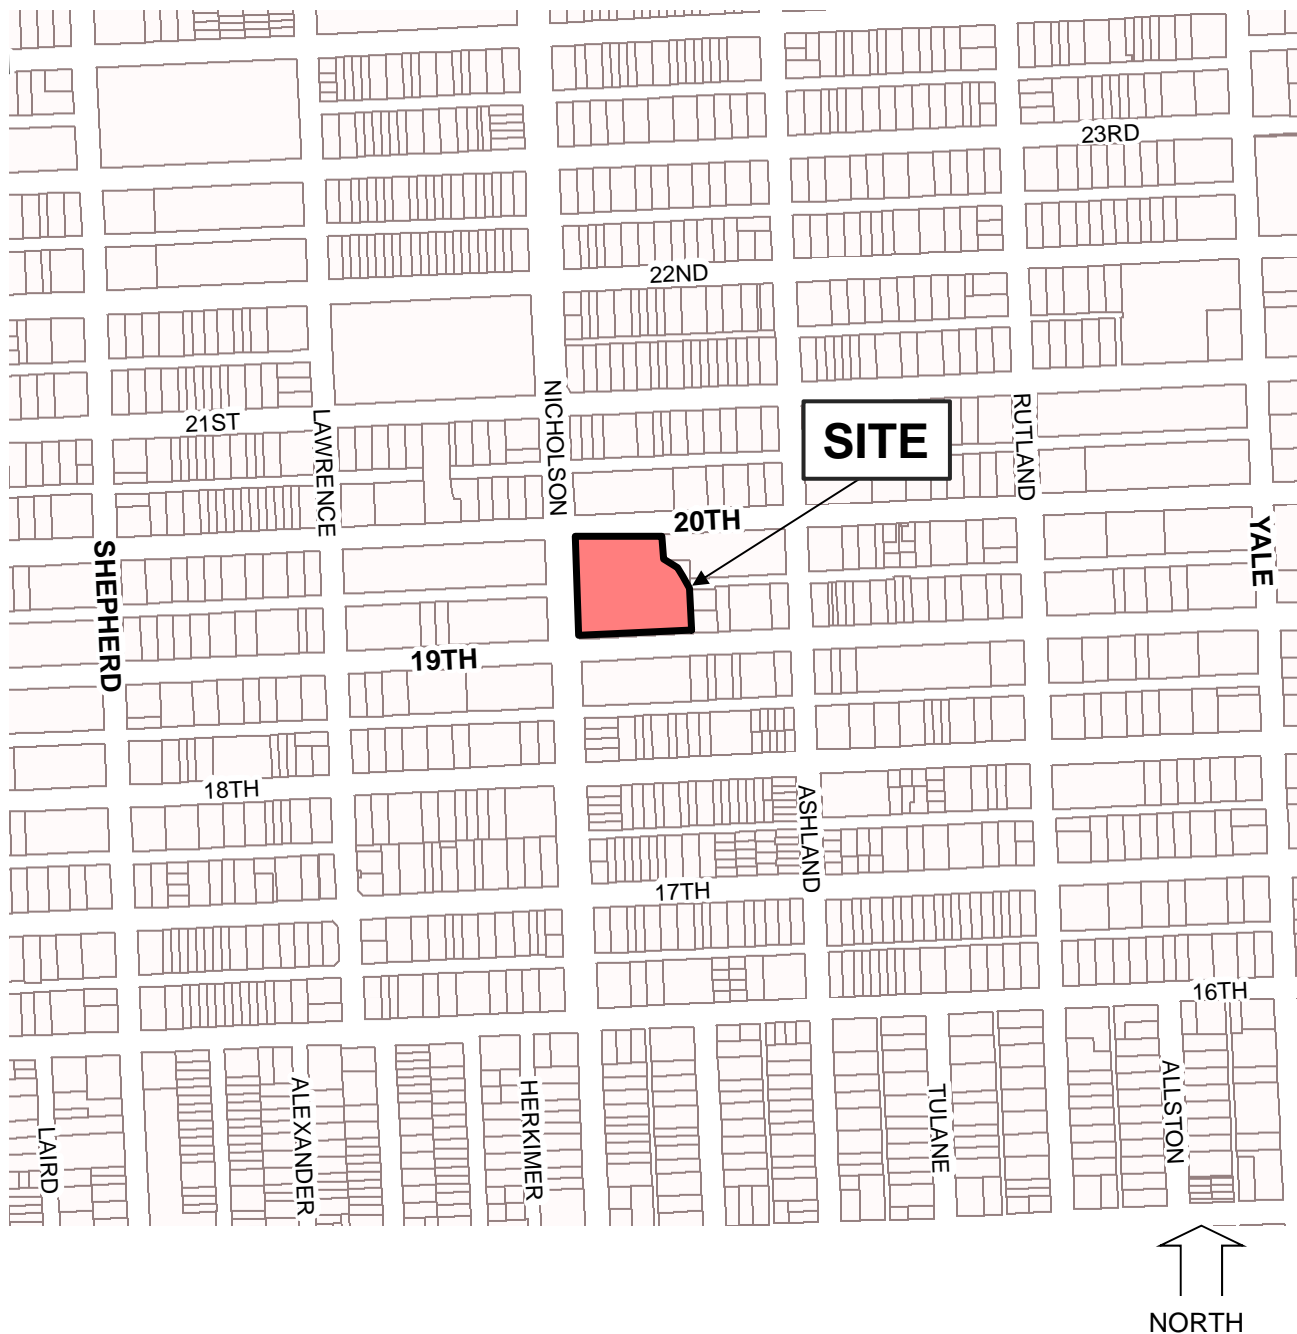 23RD
22ND
21ST
LAWRENCE
NICHOLSON
SITE
RUTLAND
20TH
YALE
SHEPHERD
19TH
18TH
ASHLAND
17TH
16TH
LAIRD
ALEXANDER
HERKIMER
TULANE
ALLSTON
NORTH